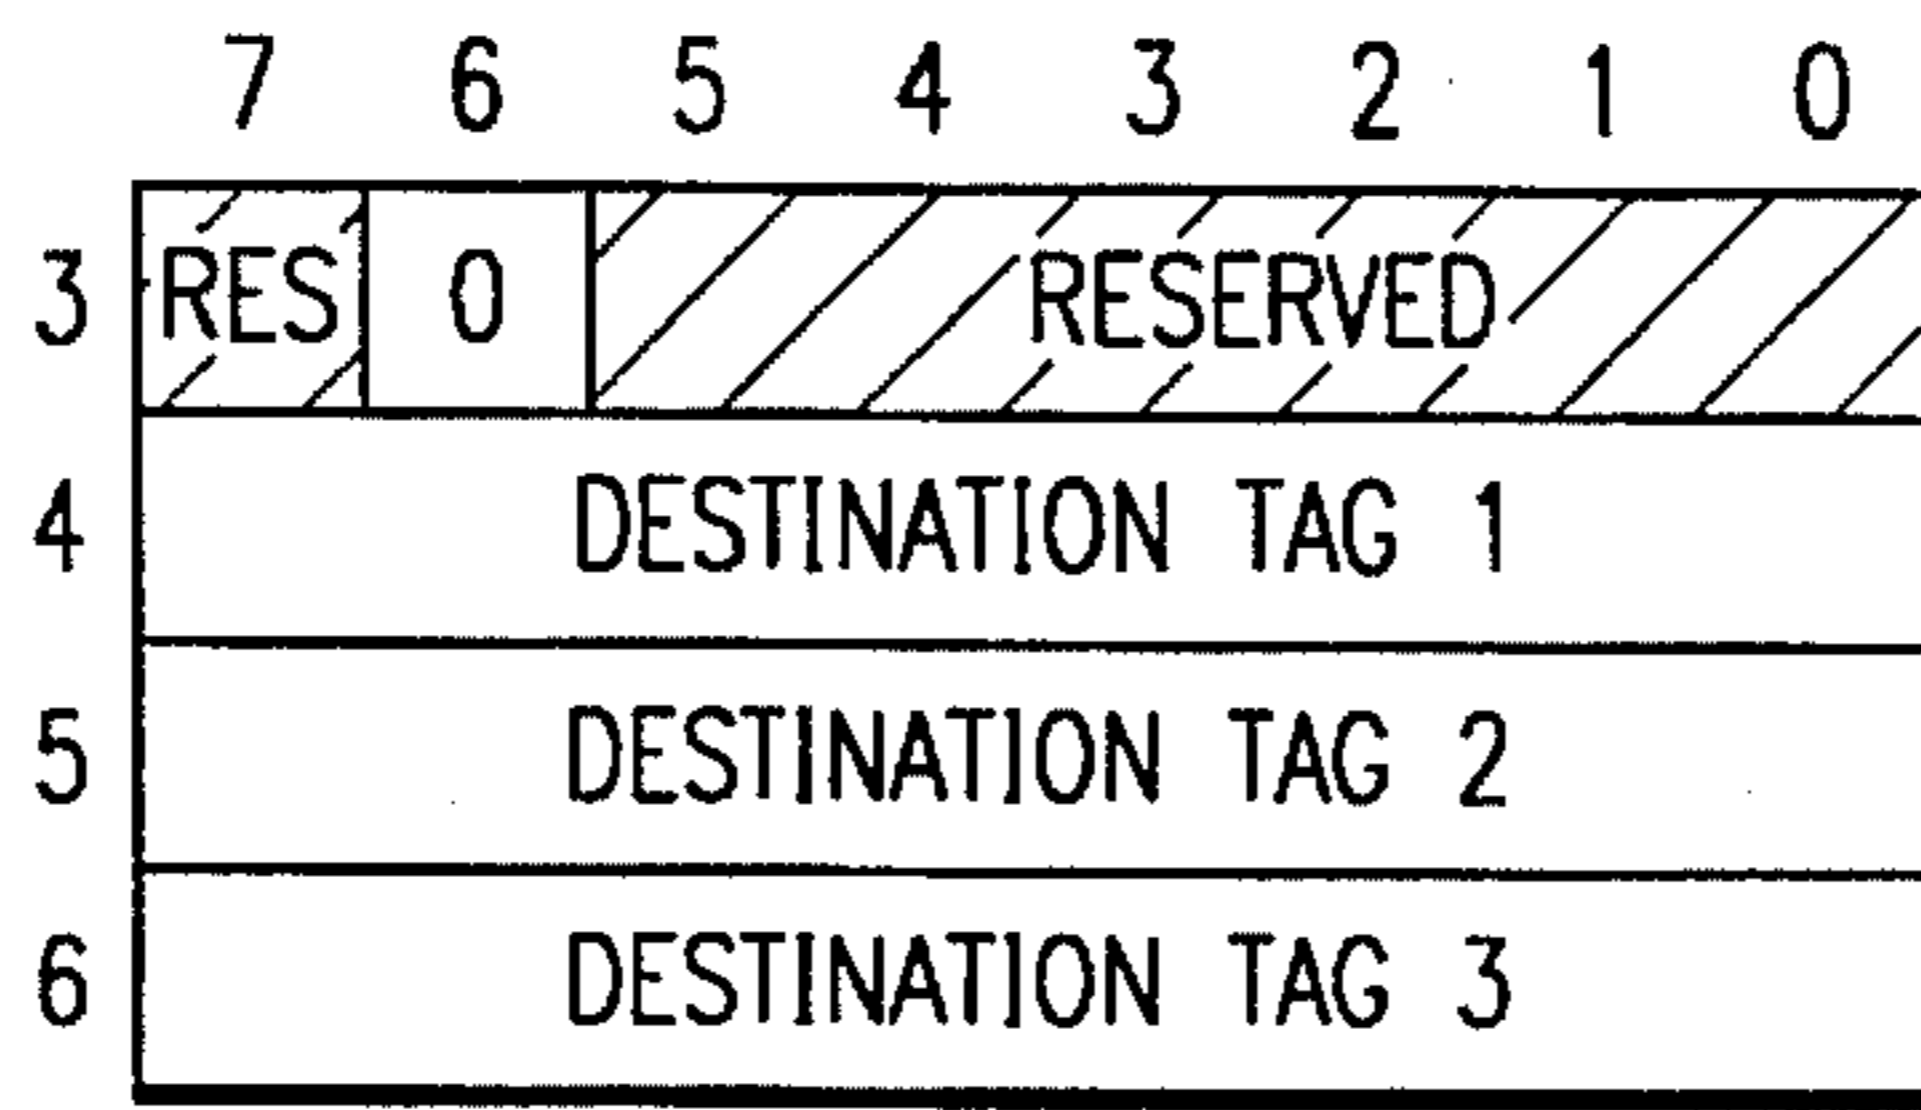 7 6 5 4 3 2 1 0
3 RES 0 RESERVED
4 DESTINATION TAG 1
5 DESTINATION TAG 2
6 DESTINATION TAG 3